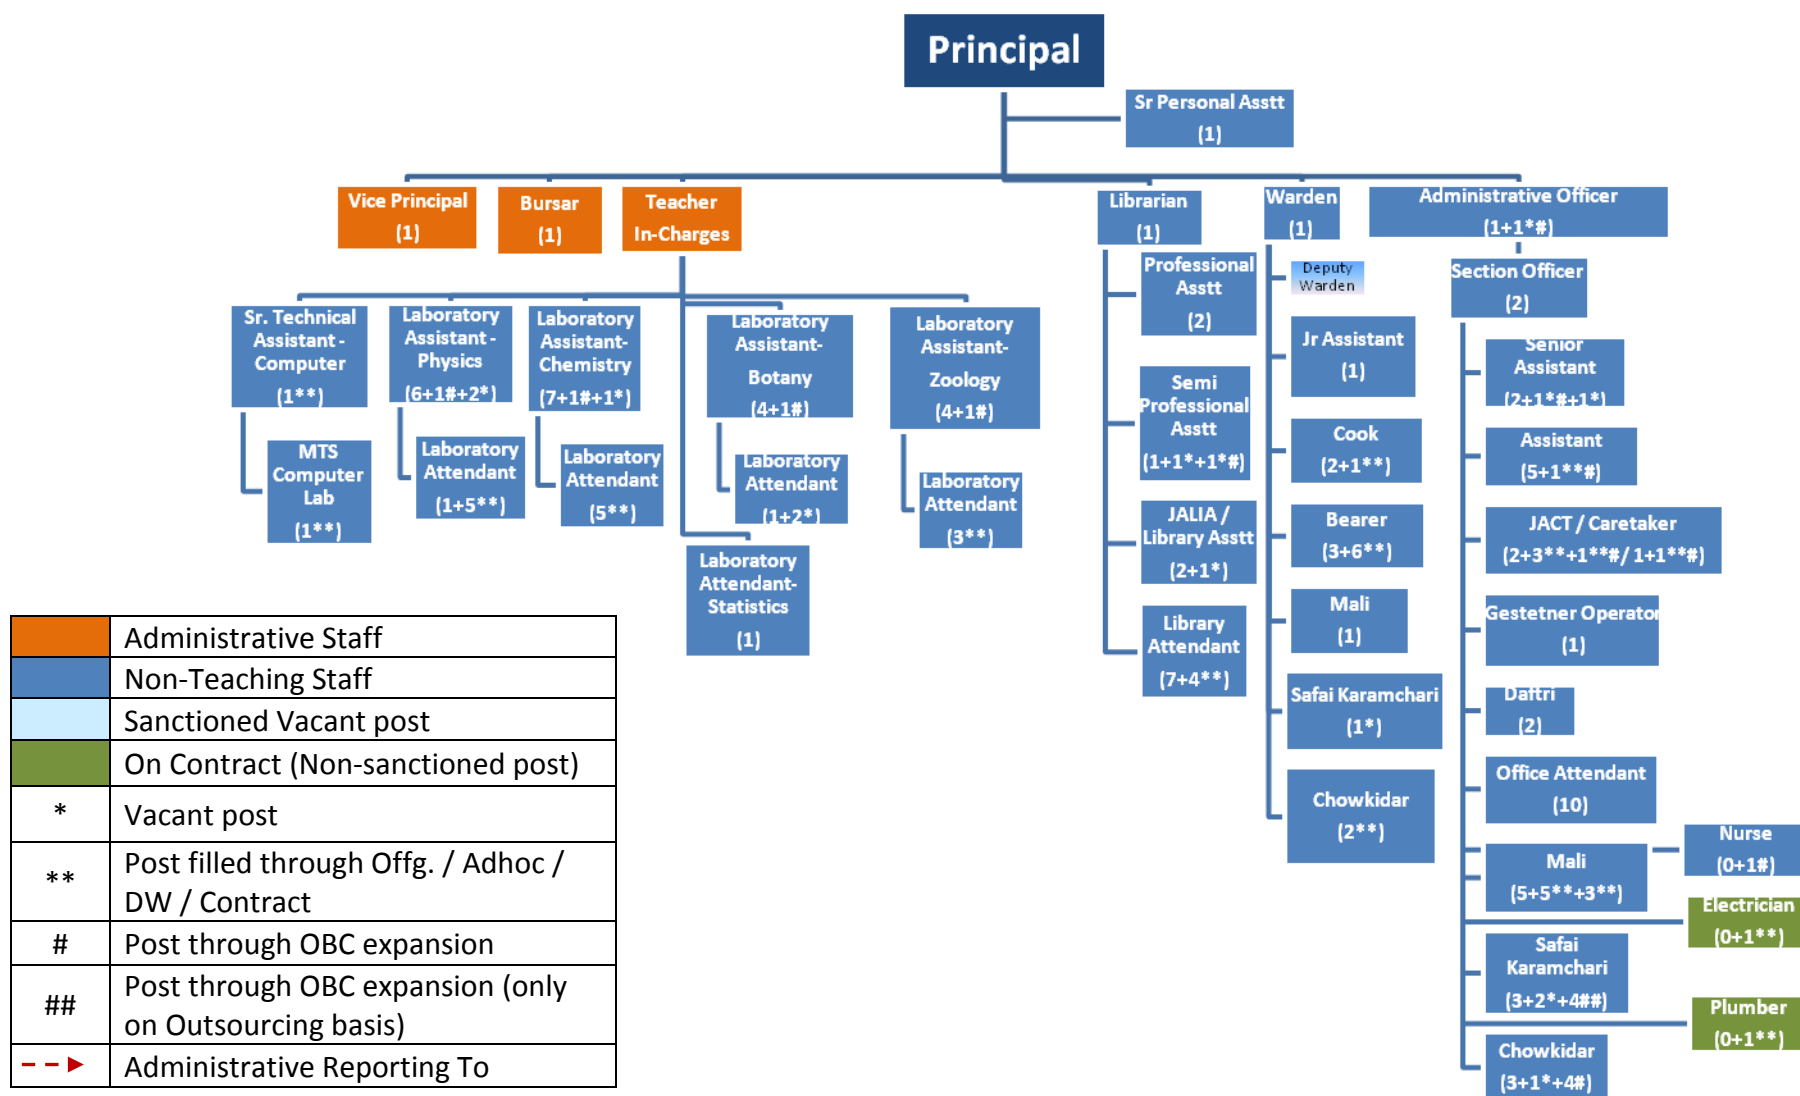 Principal
Sr Personal Asstt
(1)
Vice Principal
(1)
Bursar
(1)
Teacher
In-Charges
Librarian
(1)
Warden
(1)
Administrative Officer
(1+1*#)
Sr. Technical
Assistant -
Computer
(1**)
MTS
Computer
Lab
(1**)
Laboratory
Assistant -
Physics
(6+1#+2*)
Laboratory
Attendant
(1+5**)
Laboratory
Assistant-
Chemistry
(7+1#+1*)
Laboratory
Attendant
(5**)
Laboratory
Assistant-
Botany
(4+1#)
Laboratory
Attendant
(1+2*)
Laboratory
Assistant-
Zoology
(4+1#)
Laboratory
Attendant
(3**)
Laboratory
Attendant-
Statistics
(1)
Professional
Asstt
(2)
Semi
Professional
Asstt
(1+1*+1*#)
JALIA /
Library Asstt
(2+1*)
Library
Attendant
(7+4**)
Deputy
Warden
Jr Assistant
(1)
Cook
(2+1**)
Bearer
(3+6**)
Mali
(1)
Safai Karamchari
(1*)
Chowkidar
(2**)
Section Officer
(2)
Senior
Assistant
(2+1*#+1*)
Assistant
(5+1**#)
JACT / Caretaker
(2+3**+1**#/ 1+1**#)
Gestetner Operator
(1)
Daftri
(2)
Office Attendant
(10)
Nurse
(0+1#)
Mali
(5+5**+3**)
Electrician
(0+1**)
Safai
Karamchari
(3+2*+4##)
Plumber
(0+1**)
Chowkidar
(3+1*+4#)
Administrative Staff
Non-Teaching Staff
Sanctioned Vacant post
On Contract (Non-sanctioned post)
* Vacant post
** Post filled through Offg. / Adhoc /
DW / Contract
# Post through OBC expansion
## Post through OBC expansion (only
on Outsourcing basis)
Administrative Reporting To